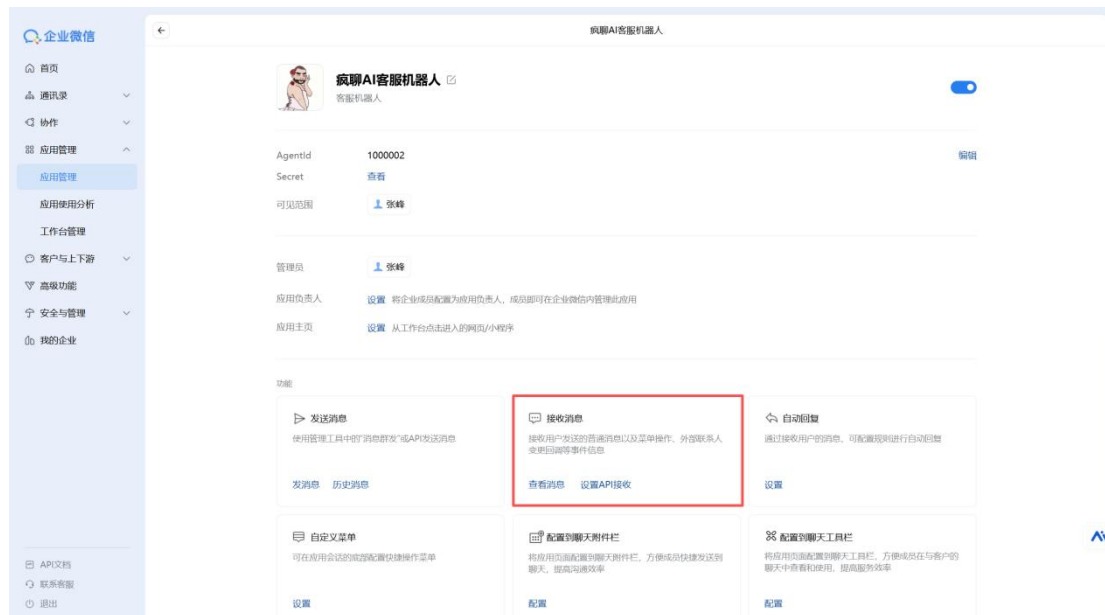 企业微信
疯聊AI客服机器人
首页
通讯录
协作
应用管理
应用管理
应用使用分析
工作台管理
客户与上下游
高级功能
安全与管理
我的企业
API文档
联系客服
退出
疯聊AI客服机器人
客服机器人
AgentId 1000002 编辑
Secret 查看
可见范围 张峰
管理员 张峰
应用负责人 设置 将企业成员配置为应用负责人，成员即可在企业微信内管理此应用
应用主页 设置 从工作台点击进入的网页/小程序
功能
发送消息
使用管理工具中的“消息群发”或API发送消息
发消息 历史消息
接收消息
接收用户发送的普通消息以及菜单操作、外部联系人
变更回调等事件信息
查看消息 设置API接收
自动回复
通过接收用户的消息，可配置规则进行自动回复
设置
自定义菜单
可在应用会话的底部配置快捷操作菜单
设置
配置到聊天附件栏
将应用页面配置到聊天附件栏，方便成员快捷发送到
聊天，提高沟通效率
配置
配置到聊天工具栏
将应用页面配置到聊天工具栏，方便成员在与客户的
聊天中查看和使用，提高服务效率
配置